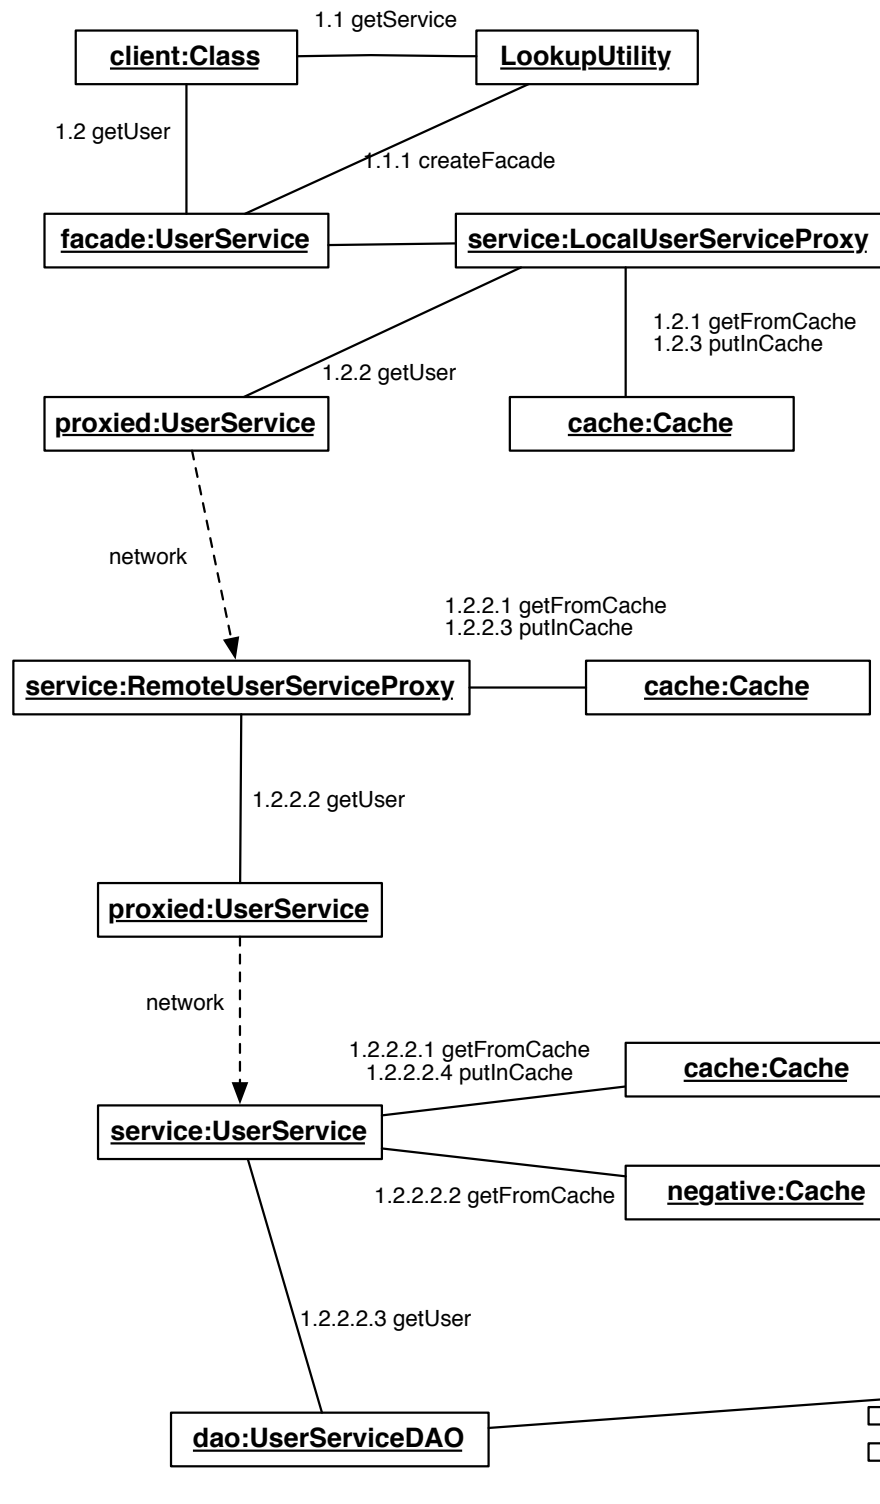 1.1 getService
client:Class
LookupUtility
1.2 getUser
1.1.1 createFacade
facade:UserService
service:LocalUserServiceProxy
1.2.1 getFromCache
1.2.3 putInCache
1.2.2 getUser
proxied:UserService
cache:Cache
network
1.2.2.1 getFromCache
1.2.2.3 putInCache
service:RemoteUserServiceProxy
cache:Cache
1.2.2.2 getUser
proxied:UserService
network
1.2.2.2.1 getFromCache
1.2.2.2.4 putInCache
cache:Cache
service:UserService
1.2.2.2.2 getFromCache
negative:Cache
1.2.2.2.3 getUser
dao:UserServiceDAO